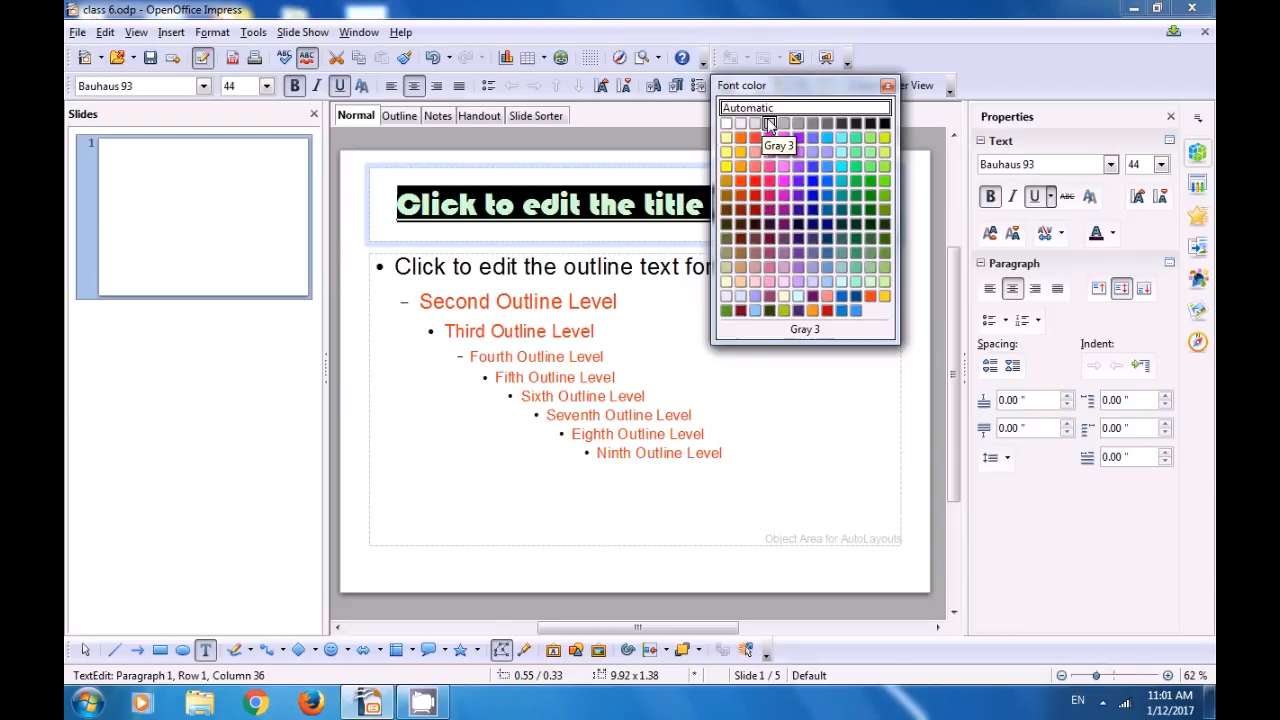 class 6.odp - OpenOffice Impress
File Edit View Insert Format Tools Slide Show Window Help
Bauhaus 93 44
Font color
er View
Automatic
Gray 3
Gray 3
Slides
1
Normal Outline Notes Handout Slide Sorter
Click to edit the title
Click to edit the outline text for
Second Outline Level
Third Outline Level
Fourth Outline Level
Fifth Outline Level
Sixth Outline Level
Seventh Outline Level
Eighth Outline Level
Ninth Outline Level
Object Area for AutoLayouts
Properties
Text
Bauhaus 93 44
Paragraph
Spacing: Indent:
0.00 " 0.00 "
0.00 " 0.00 "
0.00 "
TextEdit: Paragraph 1, Row 1, Column 36 0.55 / 0.33 9.92 x 1.38 * Slide 1 / 5 Default 62 %
EN 11:01 AM
1/12/2017